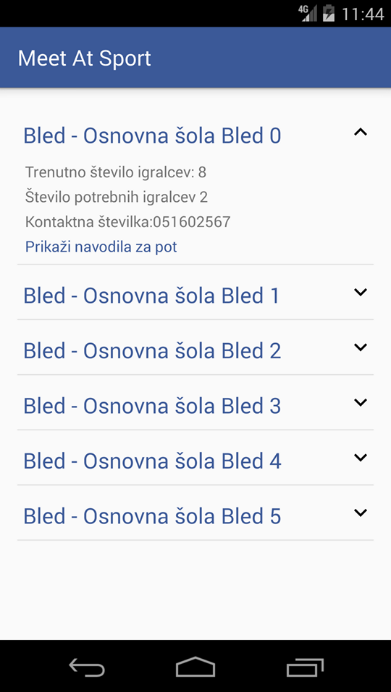 4G 11:44
Meet At Sport
Bled - Osnovna šola Bled 0
Trenutno število igralcev: 8
Število potrebnih igralcev 2
Kontaktna številka:051602567
Prikaži navodila za pot
Bled - Osnovna šola Bled 1
Bled - Osnovna šola Bled 2
Bled - Osnovna šola Bled 3
Bled - Osnovna šola Bled 4
Bled - Osnovna šola Bled 5